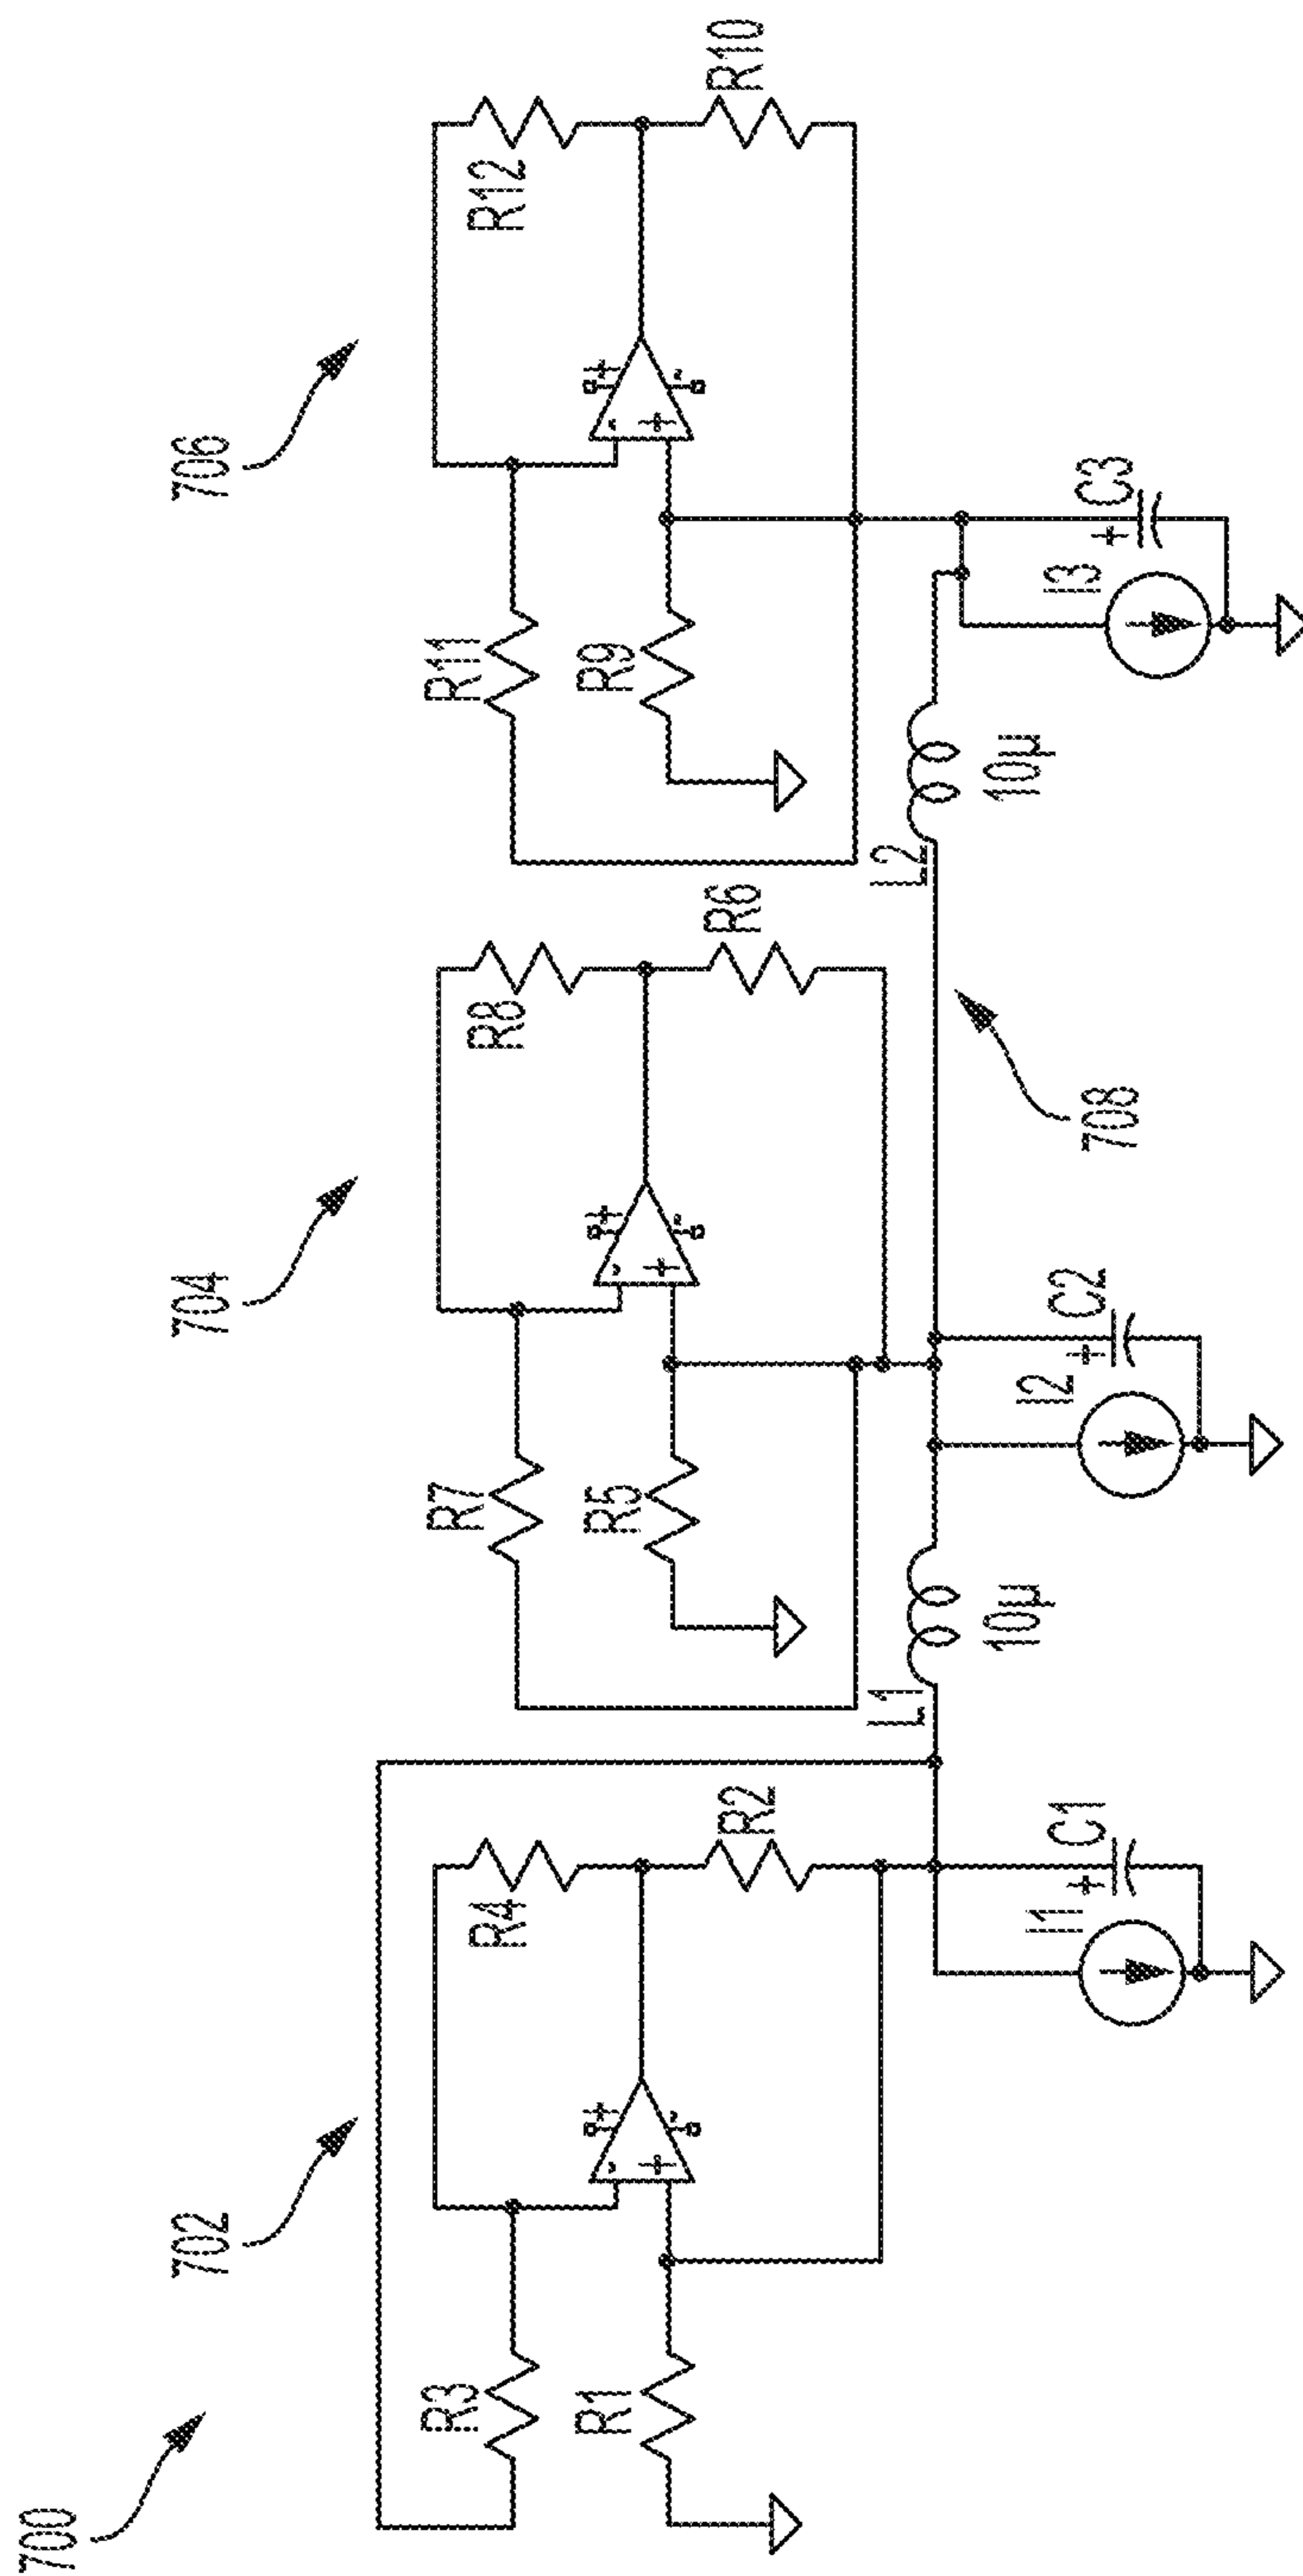 700
702
704
706
R3
R4
R1
R2
I1
+
C1
L1
10µ
R7
R8
R5
R6
I2
+
C2
708
L2
10µ
R11
R12
R9
R10
I3
+
C3
-
+
+
-
-
+
+
-
-
+
+
-